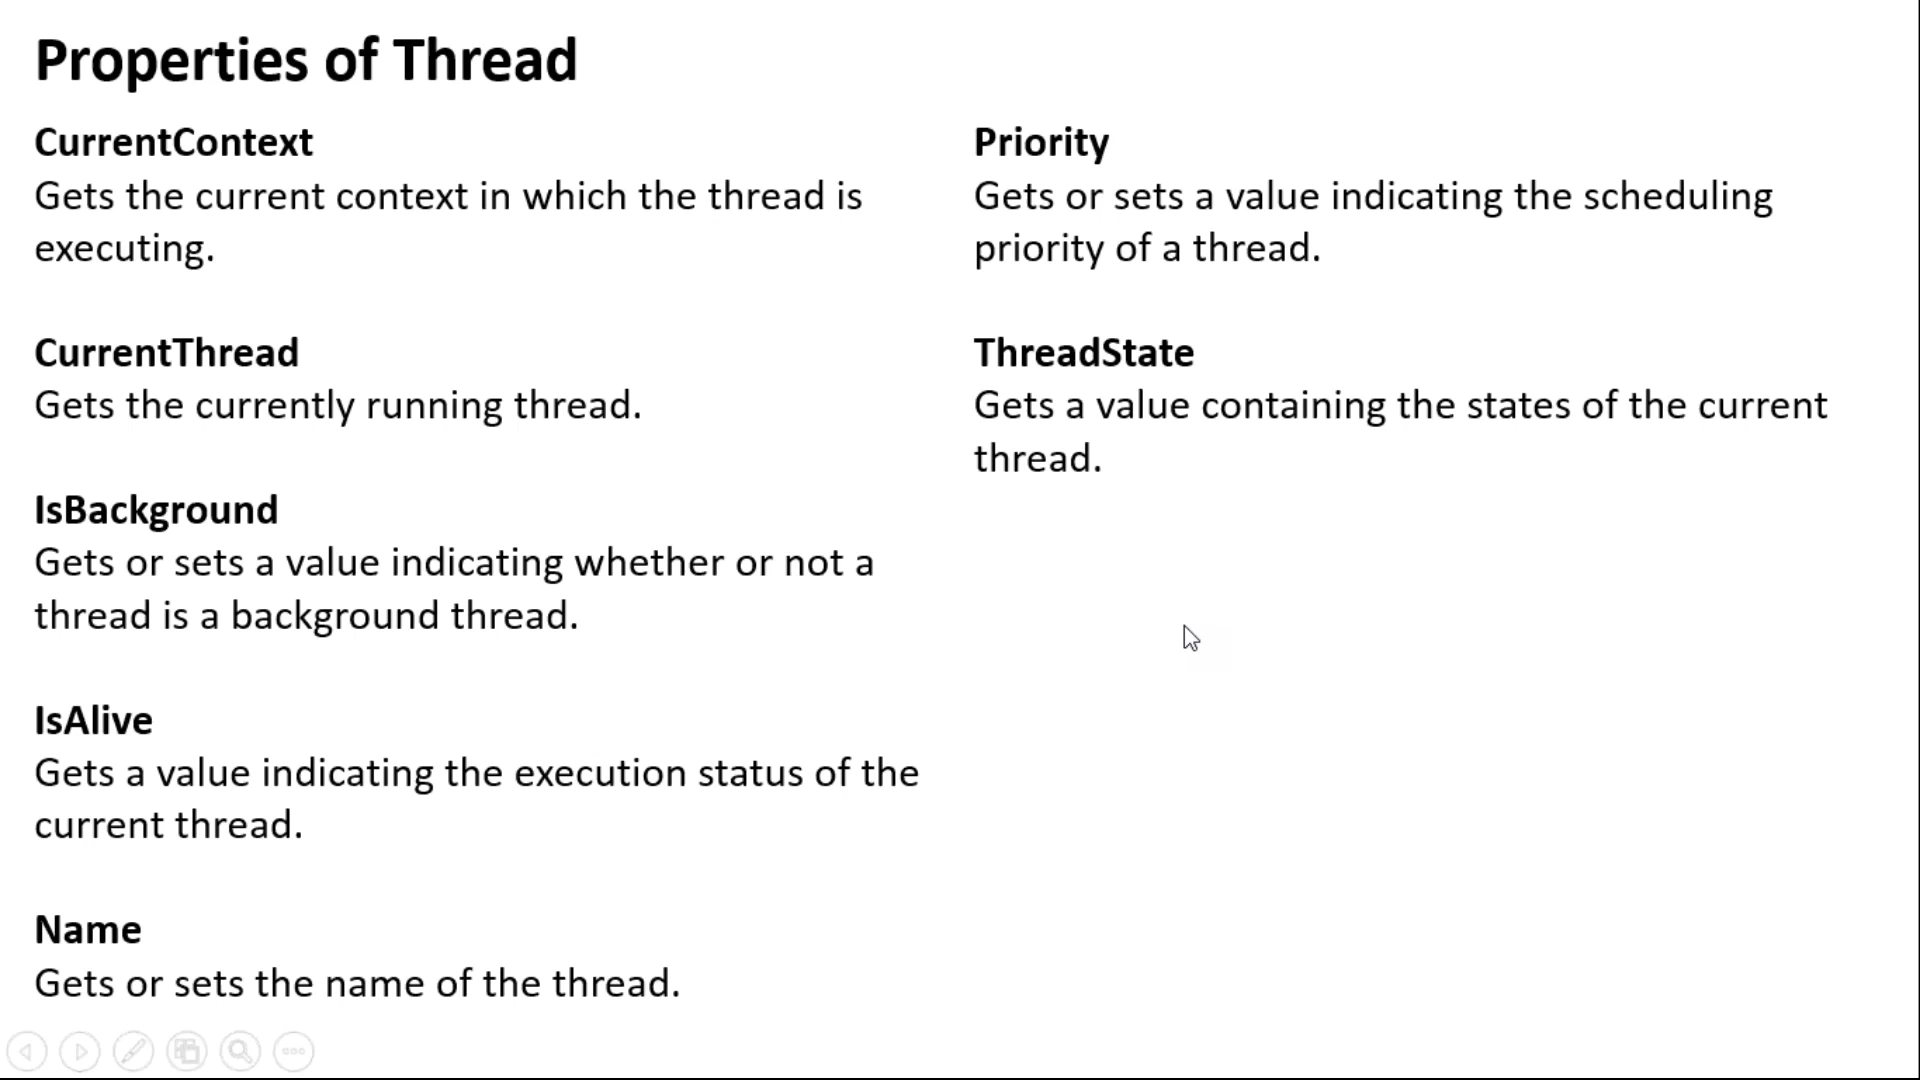 Properties of Thread
CurrentContext
Gets the current context in which the thread is
executing.
CurrentThread
Gets the currently running thread.
IsBackground
Gets or sets a value indicating whether or not a
thread is a background thread.
IsAlive
Gets a value indicating the execution status of the
current thread.
Name
Gets or sets the name of the thread.
Priority
Gets or sets a value indicating the scheduling
priority of a thread.
ThreadState
Gets a value containing the states of the current
thread.